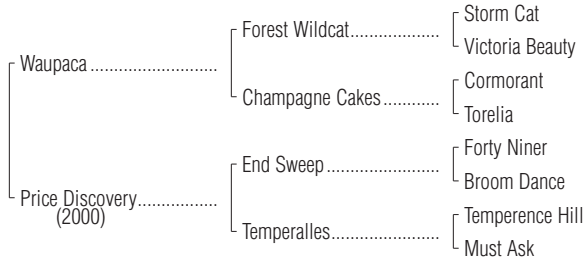 Storm Cat
Forest Wildcat...................
Victoria Beauty
Waupaca ...........................
Cormorant
Champagne Cakes............
Torelia
Forty Niner
End Sweep ........................
Broom Dance
Price Discovery.................
(2000)
Temperence Hill
Temperalles.......................
Must Ask